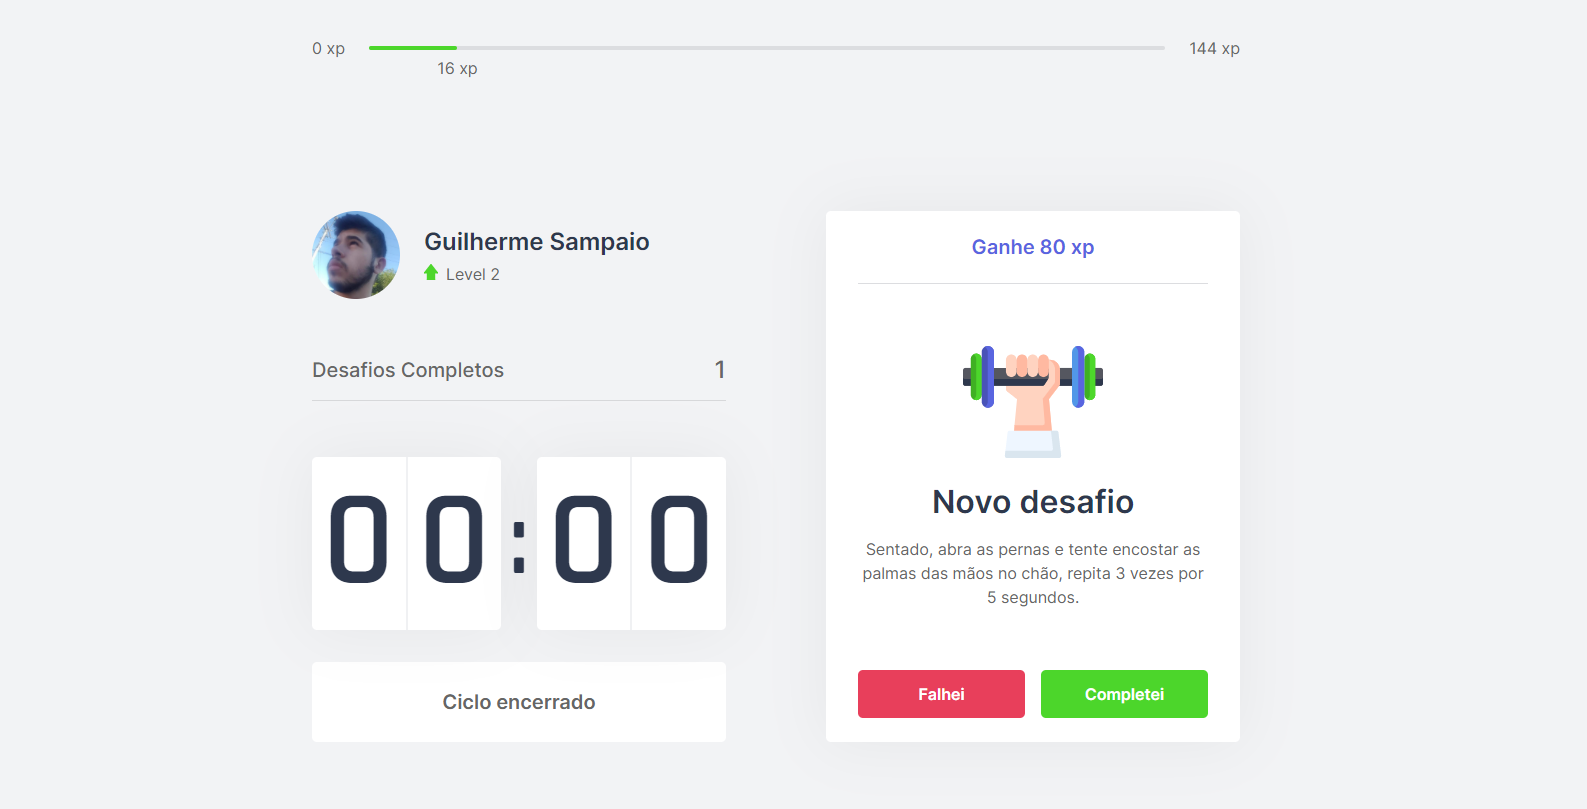 0 xp
144 xp
16 xp
Guilherme Sampaio
Level 2
Desafios Completos
1
00:00
Ciclo encerrado
Ganhe 80 xp
Novo desafio
Sentado, abra as pernas e tente encostar as
palmas das mãos no chão, repita 3 vezes por
5 segundos.
Falhei
Completei